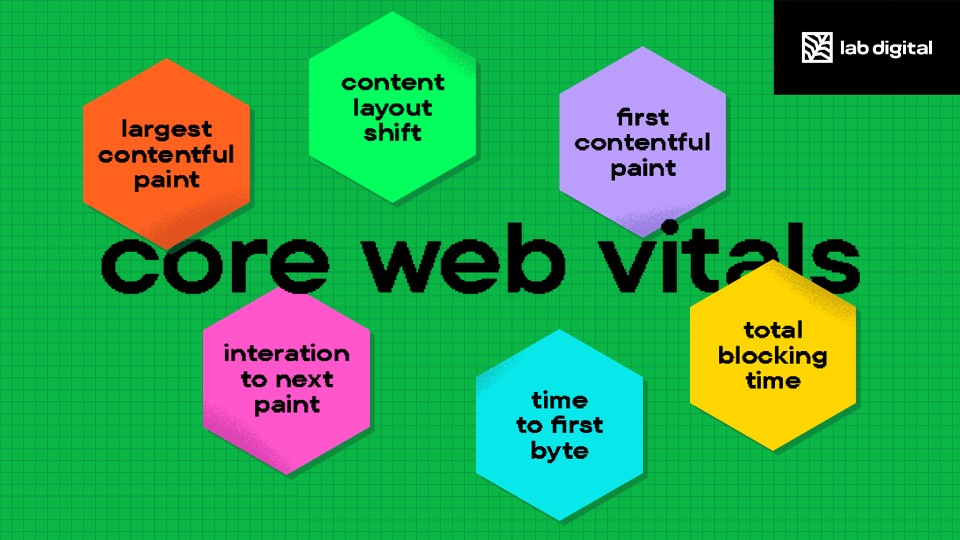 lab digital
largest
contentful
paint
content
layout
shift
first
contentful
paint
core web vitals
interation
to next
paint
time
to first
byte
total
blocking
time